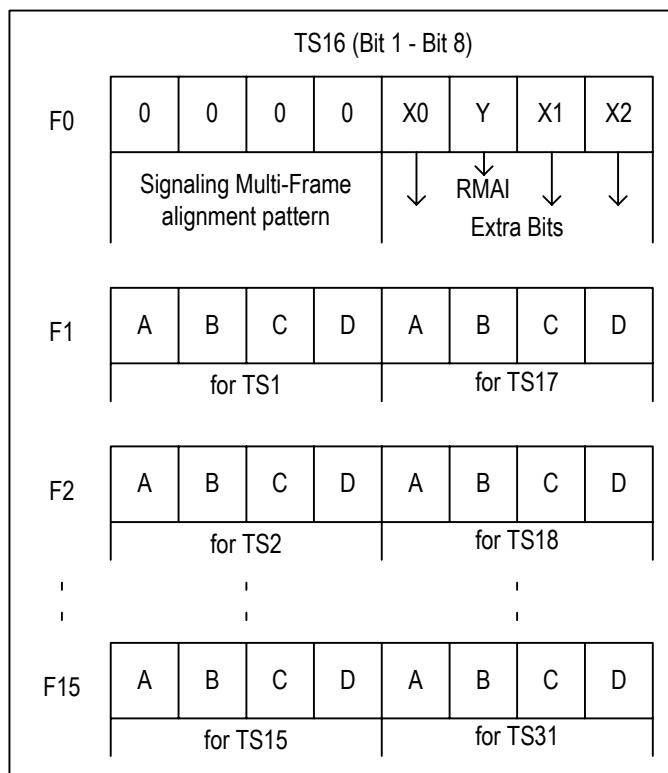 TS16 (Bit 1 - Bit 8)
F0 0 0 0 0 X0 Y X1 X2
Signaling Multi-Frame
alignment pattern
RMAI
Extra Bits
F1 A B C D A B C D
for TS1 for TS17
F2 A B C D A B C D
for TS2 for TS18
F15 A B C D A B C D
for TS15 for TS31